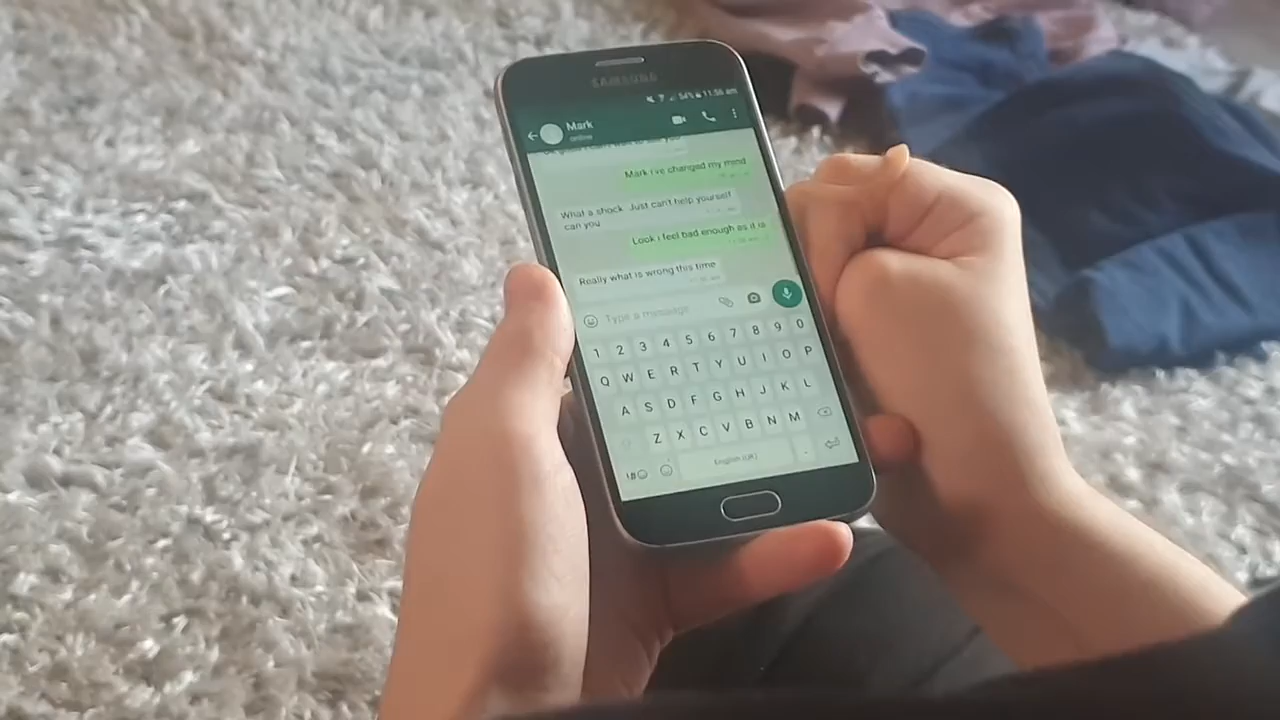 SAMSUNG
54% 11:56 am
Mark
online
Mark i've changed my mind
What a shock. Just can't help yourself
can you
Look i feel bad enough as it is
Really what is wrong this time
Type a message
1 2 3 4 5 6 7 8 9 0
Q W E R T Y U I O P
A S D F G H J K L
Z X C V B N M
!#☺ English (UK) .